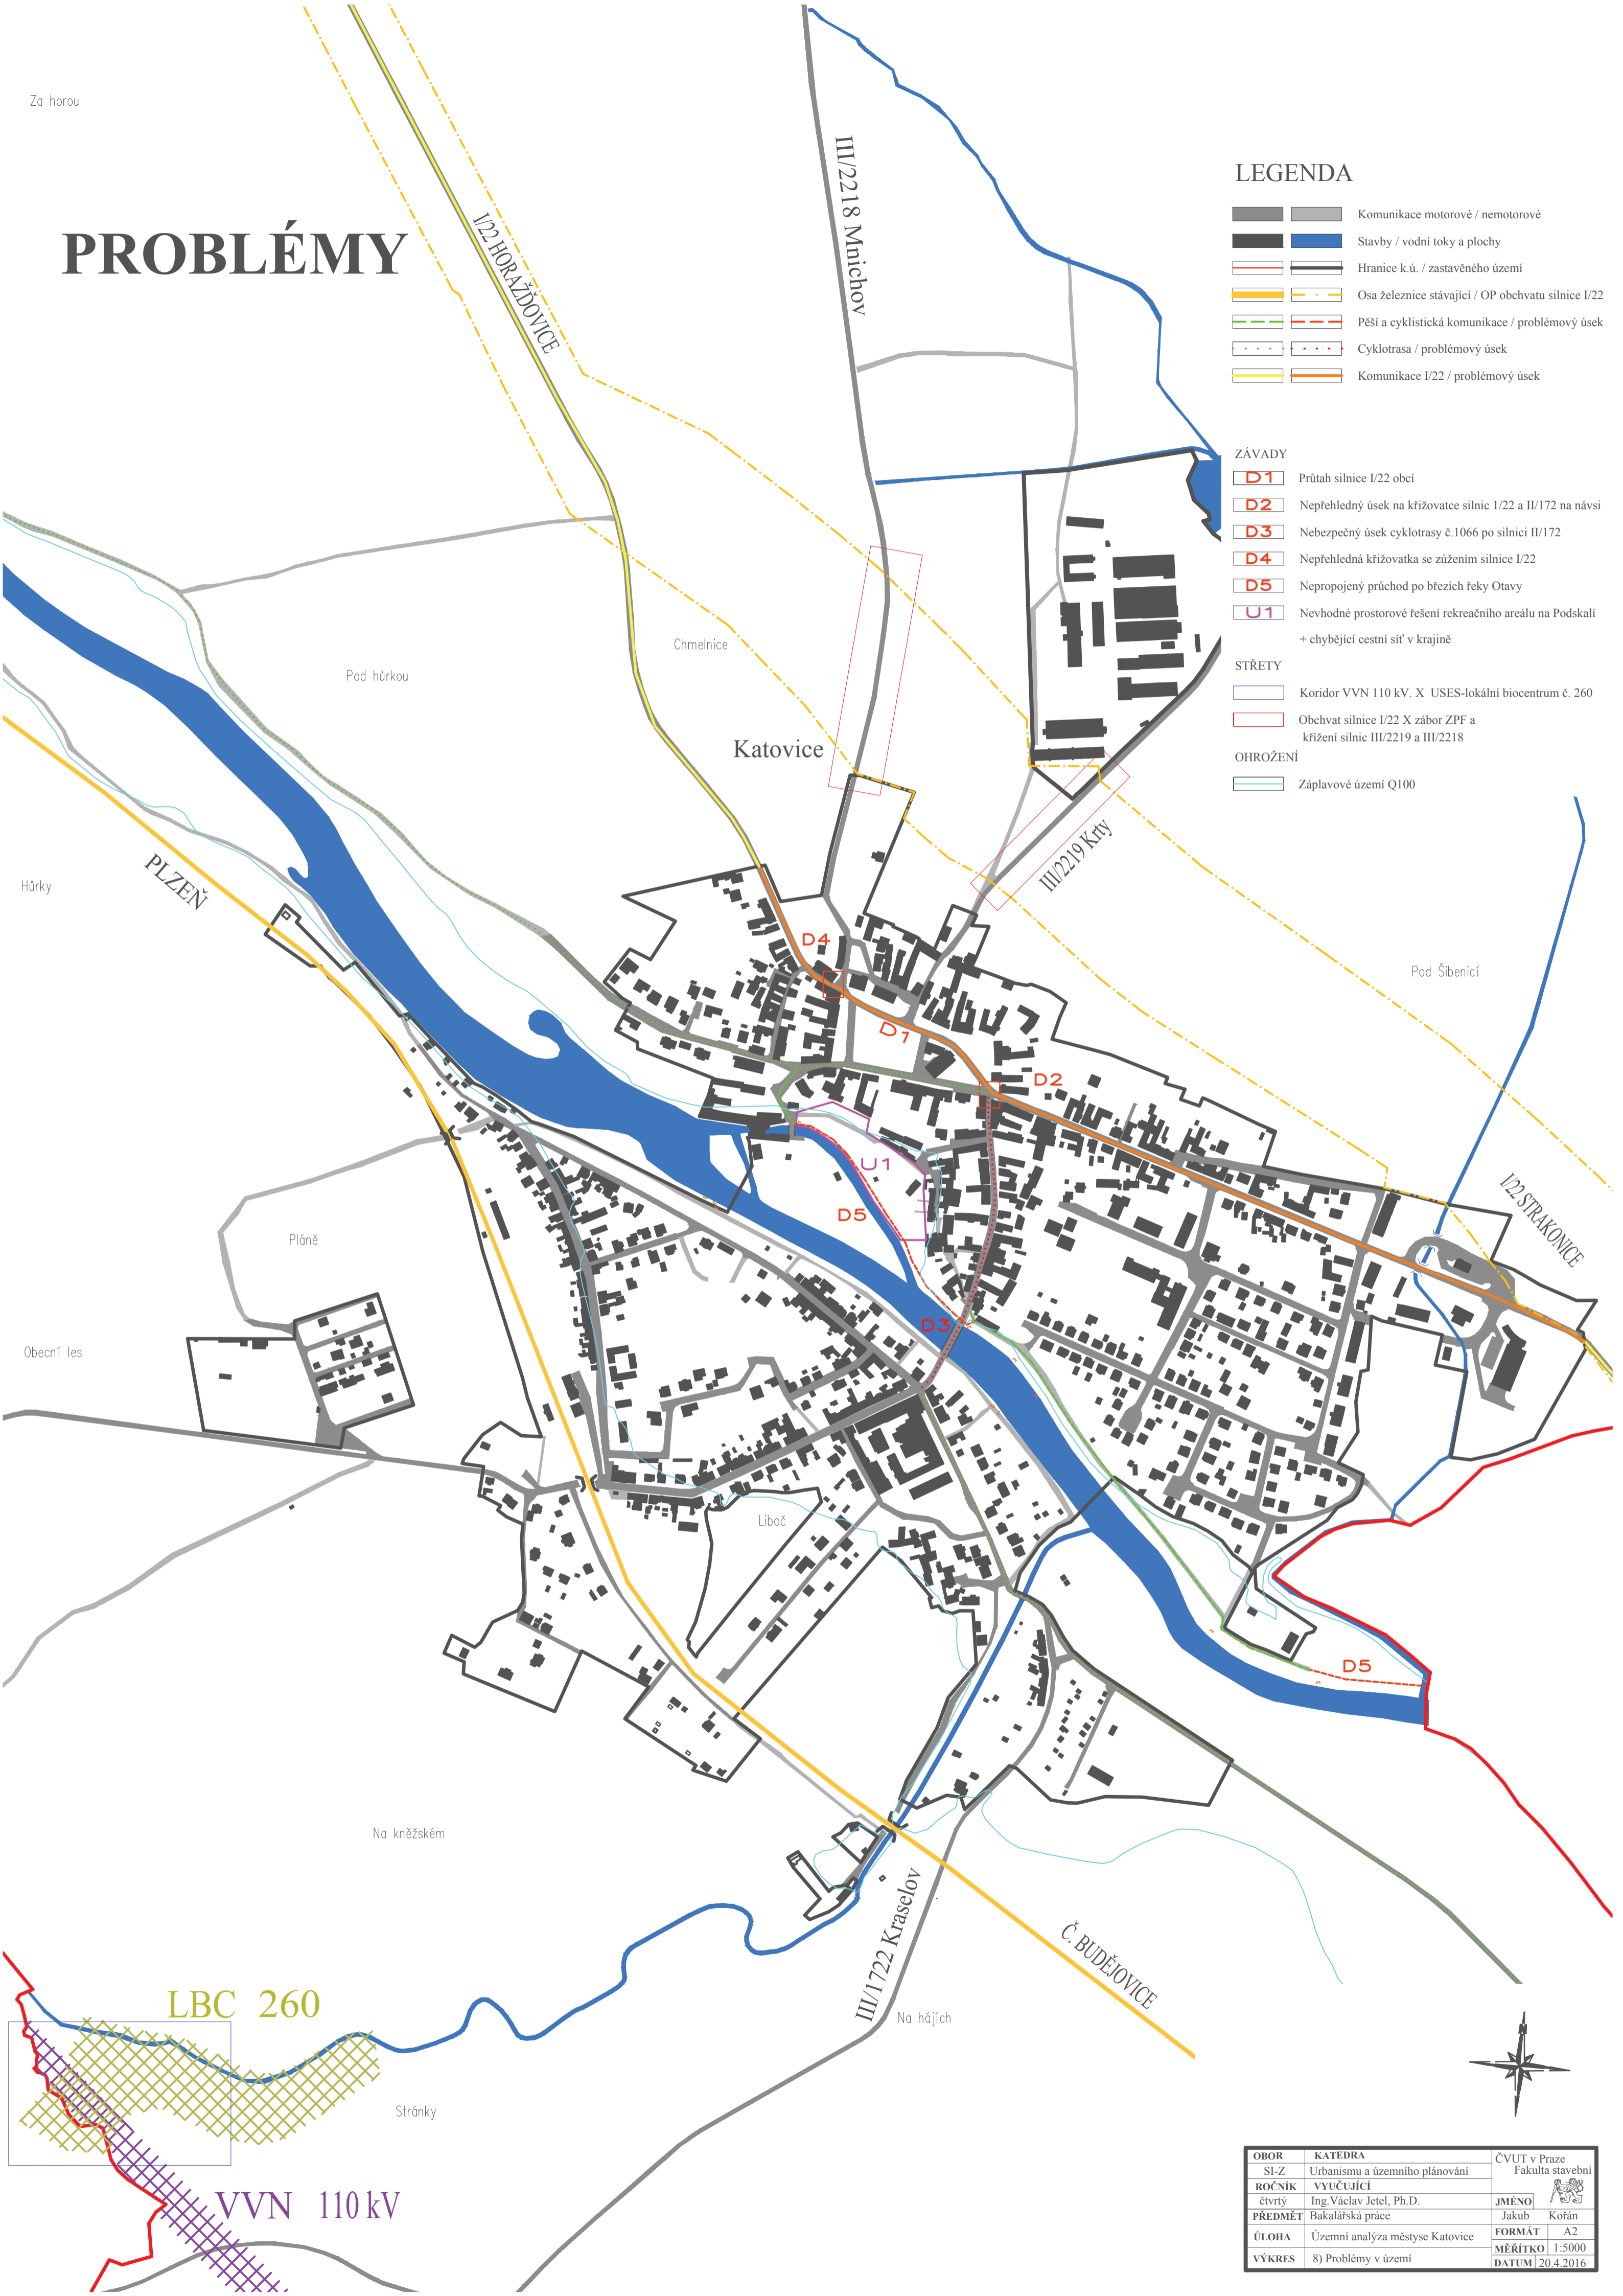 Za horou
PROBLÉMY
I/22 HORAŽĎOVICE
III/2218 Mnichov
LEGENDA
Komunikace motorové / nemotorové
Stavby / vodní toky a plochy
Hranice k.ú. / zastavěného území
Osa železnice stávající / OP obchvatu silnice I/22
Pěší a cyklistická komunikace / problémový úsek
Cyklotrasa / problémový úsek
Komunikace I/22 / problémový úsek
ZÁVADY
D1 Průtah silnice I/22 obcí
D2 Nepřehledný úsek na křižovatce silnic 1/22 a II/172 na návsi
D3 Nebezpečný úsek cyklotrasy č.1066 po silnici II/172
D4 Nepřehledná křižovatka se zúžením silnice I/22
D5 Nepropojený průchod po březích řeky Otavy
U1 Nevhodné prostorové řešení rekreačního areálu na Podskalí
+ chybějící cestní síť v krajině
STŘETY
Koridor VVN 110 kV. X USES-lokální biocentrum č. 260
Obchvat silnice I/22 X zábor ZPF a
křížení silnic III/2219 a III/2218
OHROŽENÍ
Záplavové území Q100
Chmelnice
Pod hůrkou
Katovice
III/2219 Krty
PLZEŇ
Hůrky
D4
Pod Šibenicí
D1
D2
U1
I/22 STRAKONICE
D5
Pláně
D3
Obecní les
Liboč
D5
Na kněžském
III/1722 Kraselov
Č. BUDĚJOVICE
Na hájích
LBC 260
Stránky
VVN 110 kV
N
OBOR KATEDRA ČVUT v Praze
SI-Z Urbanismu a územního plánování Fakulta stavební
ROČNÍK VYUČUJÍCÍ
čtvrtý Ing.Václav Jetel, Ph.D. JMÉNO
PŘEDMĚT Bakalářská práce Jakub Kořán
ÚLOHA Územní analýza městyse Katovice FORMÁT A2
MĚŘÍTKO 1:5000
VÝKRES 8) Problémy v území DATUM 20.4.2016